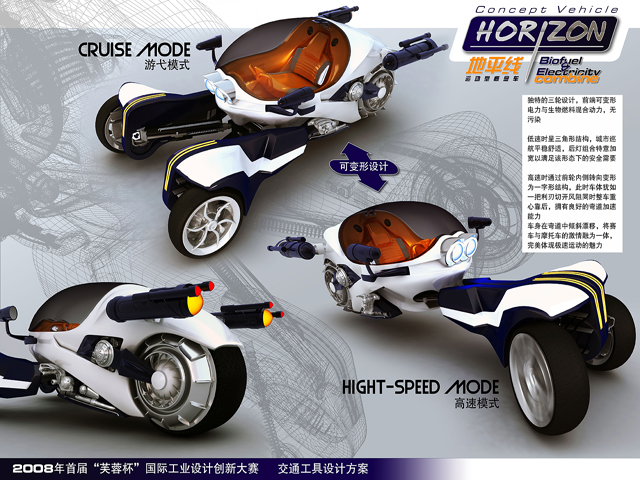 Concept Vehicle
HORIZON
地平线
运动型概念车
Biofuel
&
Electrinity
combine
CRUISE MODE
游弋模式
独特的三轮设计，前端可变形
电力与生物燃料混合动力，无
污染
低速时呈三角形结构，城市巡
航平稳舒适，后灯组合特意加
宽以满足该形态下的安全需要
高速时通过前轮内侧转向变形
为一字形结构，此时车体犹如
一把利刃切开风阻同时整车重
心靠后，拥有良好的弯道加速
能力
车身在弯道中倾斜漂移，将赛
车与摩托车的激情融为一体，
完美体现极速运动的魅力
可变形设计
HIGHT-SPEED MODE
高速模式
2008年首届“芙蓉杯”国际工业设计创新大赛 交通工具设计方案